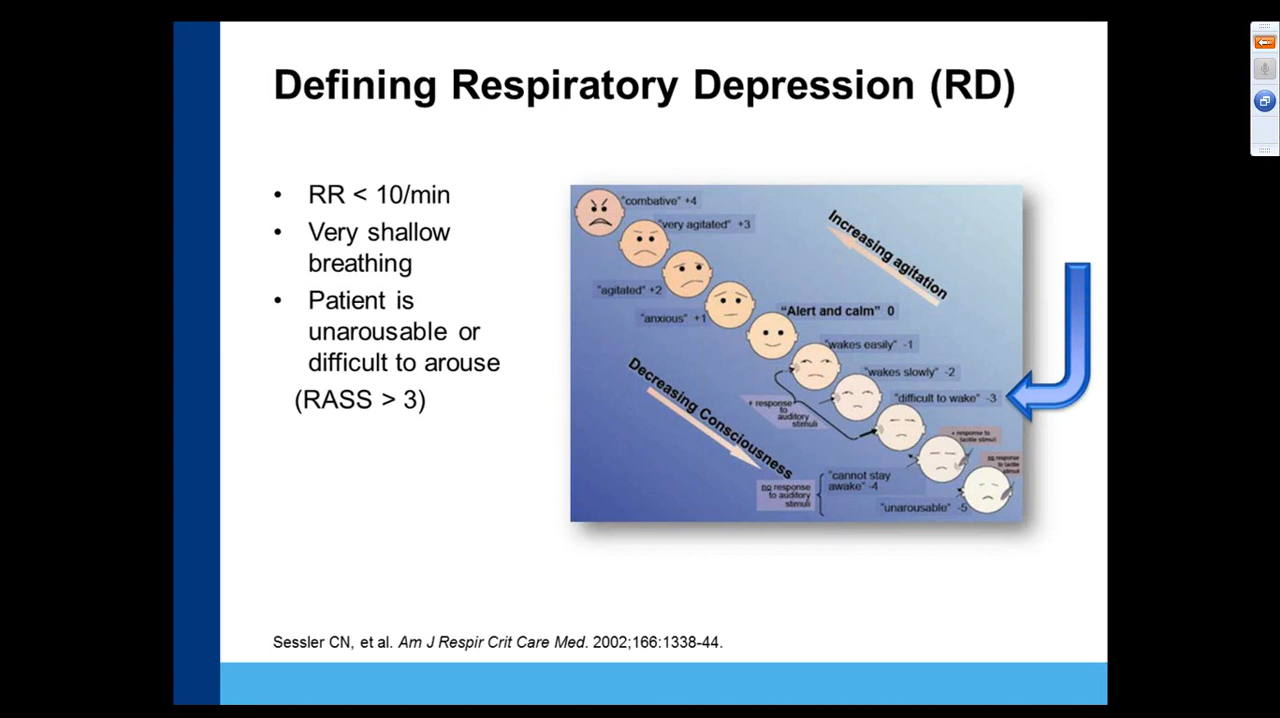 Defining Respiratory Depression (RD)
• RR < 10/min
• Very shallow
breathing
• Patient is
unarousable or
difficult to arouse
(RASS > 3)
"combative" +4
"very agitated" +3
"agitated" +2
"anxious" +1
"Alert and calm" 0
"wakes easily" -1
"wakes slowly" -2
"difficult to wake" -3
Increasing agitation
Decreasing Consciousness
+ response
to
auditory
stimuli
+ response to
tactile stimuli
no response
to tactile
stimuli
"cannot stay
awake" -4
no response
to auditory
stimuli
"unarousable" -5
Sessler CN, et al. Am J Respir Crit Care Med. 2002;166:1338-44.